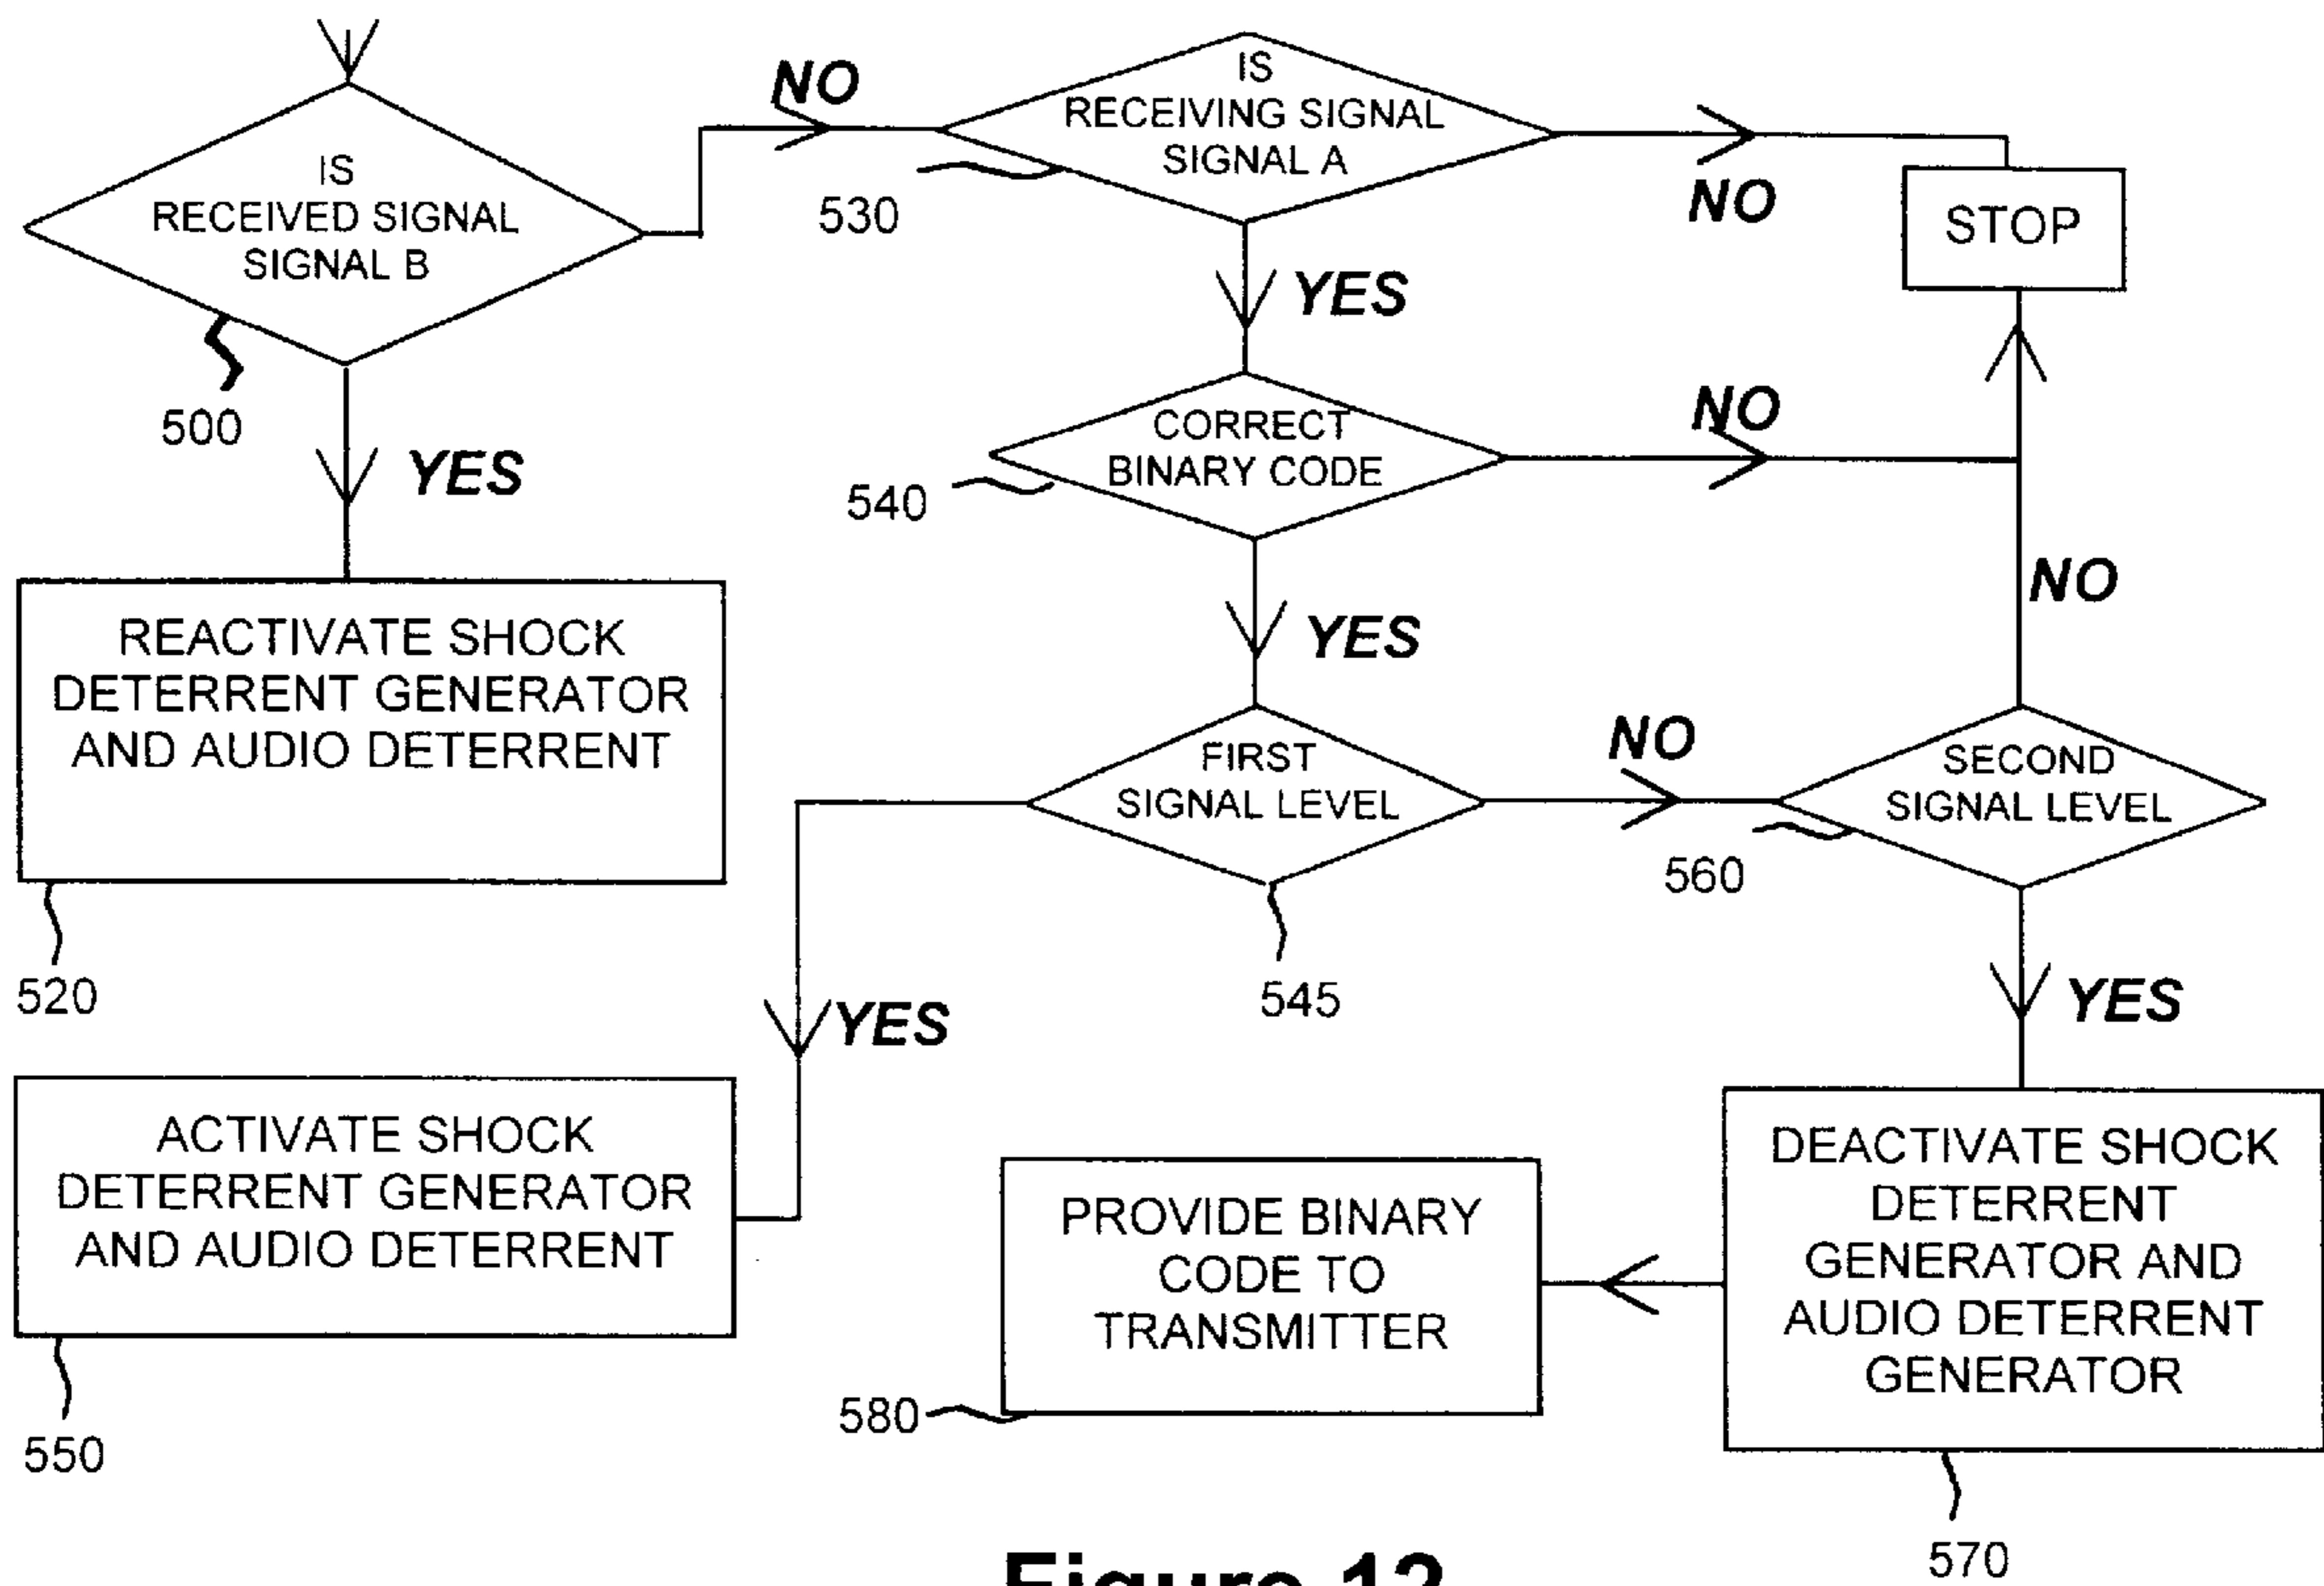 IS
RECEIVED SIGNAL
SIGNAL B
500
NO
IS
RECEIVING SIGNAL
SIGNAL A
530
NO
STOP
YES
YES
CORRECT
BINARY CODE
540
NO
NO
YES
REACTIVATE SHOCK
DETERRENT GENERATOR
AND AUDIO DETERRENT
520
FIRST
SIGNAL LEVEL
545
NO
SECOND
SIGNAL LEVEL
560
YES
YES
ACTIVATE SHOCK
DETERRENT GENERATOR
AND AUDIO DETERRENT
550
PROVIDE BINARY
CODE TO
TRANSMITTER
580
DEACTIVATE SHOCK
DETERRENT
GENERATOR AND
AUDIO DETERRENT
GENERATOR
570
Figure 12